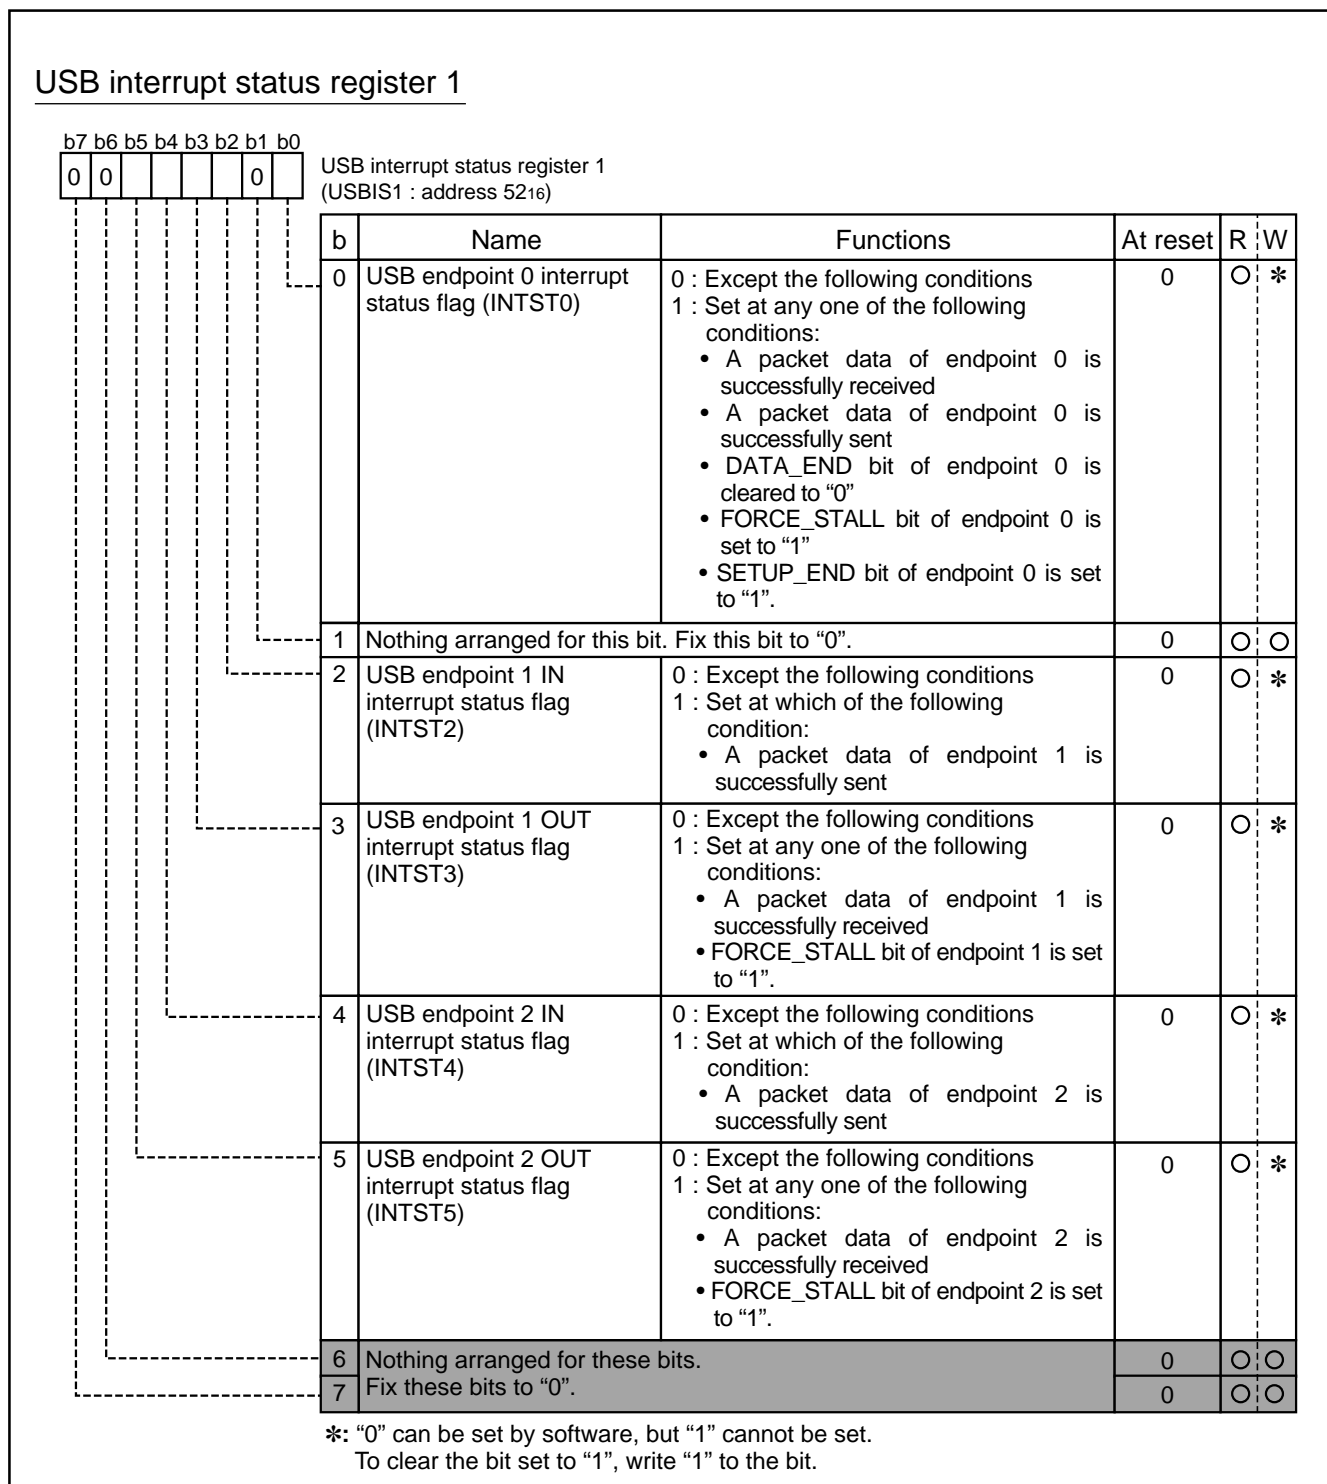 USB interrupt status register 1
b7 b6 b5 b4 b3 b2 b1 b0
0 0 0
USB interrupt status register 1
(USBIS1 : address 5216)
b Name Functions At reset R W
0 USB endpoint 0 interrupt status flag (INTST0)
0 : Except the following conditions
1 : Set at any one of the following
conditions:
• A packet data of endpoint 0 is
successfully received
• A packet data of endpoint 0 is
successfully sent
• DATA_END bit of endpoint 0 is
cleared to “0”
• FORCE_STALL bit of endpoint 0 is
set to “1”
• SETUP_END bit of endpoint 0 is set
to “1”.
0 O ✻
1 Nothing arranged for this bit. Fix this bit to “0”. 0 O O
2 USB endpoint 1 IN
interrupt status flag
(INTST2)
0 : Except the following conditions
1 : Set at which of the following
condition:
• A packet data of endpoint 1 is
successfully sent
0 O ✻
3 USB endpoint 1 OUT
interrupt status flag
(INTST3)
0 : Except the following conditions
1 : Set at any one of the following
conditions:
• A packet data of endpoint 1 is
successfully received
• FORCE_STALL bit of endpoint 1 is set
to “1”.
0 O ✻
4 USB endpoint 2 IN
interrupt status flag
(INTST4)
0 : Except the following conditions
1 : Set at which of the following
condition:
• A packet data of endpoint 2 is
successfully sent
0 O ✻
5 USB endpoint 2 OUT
interrupt status flag
(INTST5)
0 : Except the following conditions
1 : Set at any one of the following
conditions:
• A packet data of endpoint 2 is
successfully received
• FORCE_STALL bit of endpoint 2 is set
to “1”.
0 O ✻
6 Nothing arranged for these bits. 0 O O
7 Fix these bits to “0”. 0 O O
✻: “0” can be set by software, but “1” cannot be set.
To clear the bit set to “1”, write “1” to the bit.